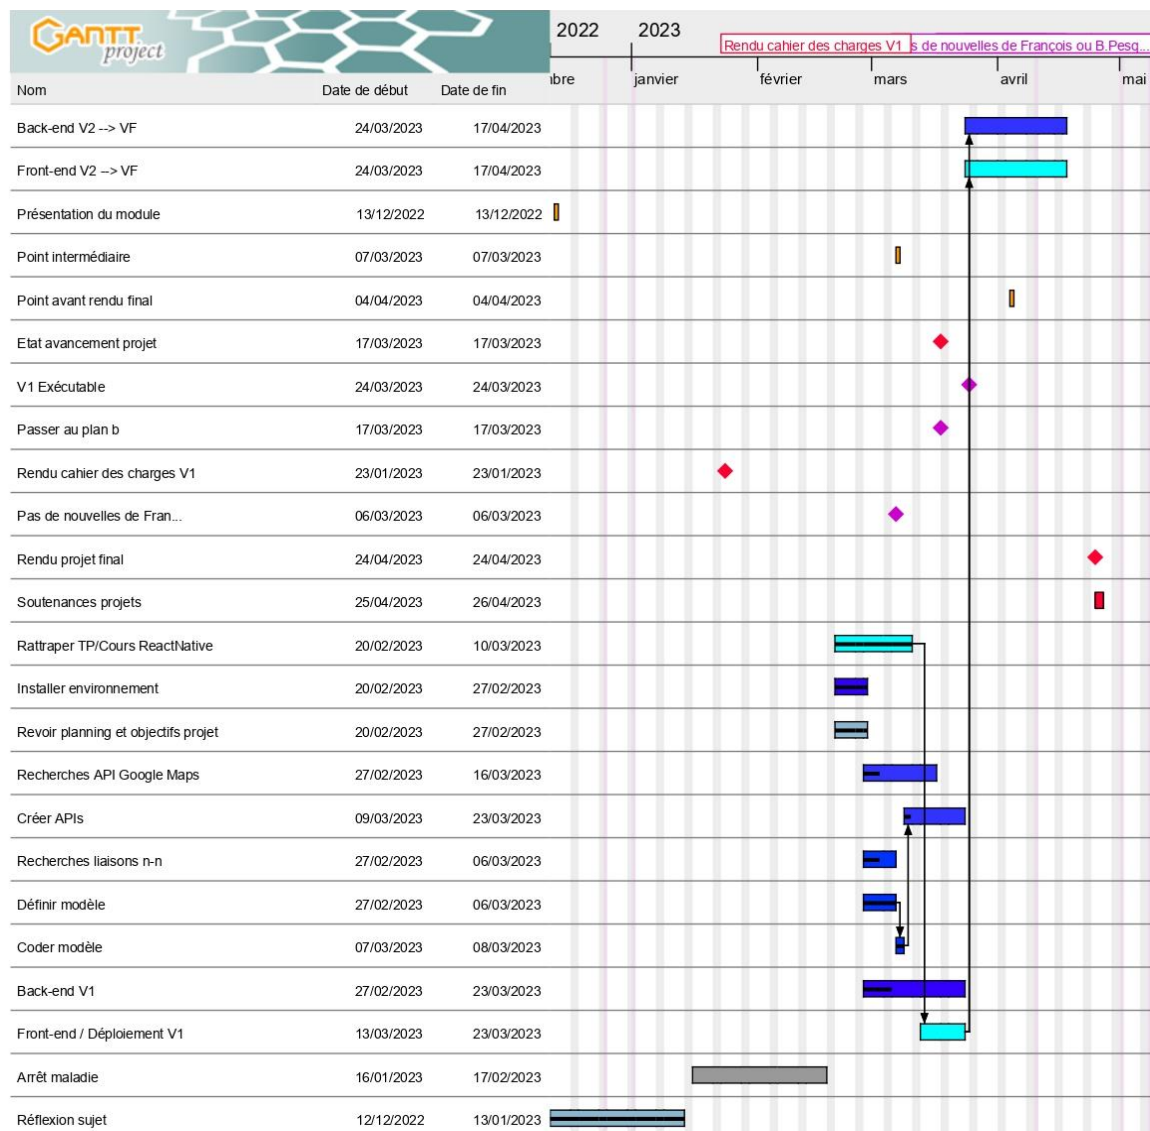 GANTT
project
2022 2023
Rendu cahier des charges V1 s de nouvelles de François ou B.Pesq...
bre janvier février mars avril mai
Nom Date de début Date de fin
Back-end V2 --> VF 24/03/2023 17/04/2023
Front-end V2 --> VF 24/03/2023 17/04/2023
Présentation du module 13/12/2022 13/12/2022
Point intermédiaire 07/03/2023 07/03/2023
Point avant rendu final 04/04/2023 04/04/2023
Etat avancement projet 17/03/2023 17/03/2023
V1 Exécutable 24/03/2023 24/03/2023
Passer au plan b 17/03/2023 17/03/2023
Rendu cahier des charges V1 23/01/2023 23/01/2023
Pas de nouvelles de Fran... 06/03/2023 06/03/2023
Rendu projet final 24/04/2023 24/04/2023
Soutenances projets 25/04/2023 26/04/2023
Rattraper TP/Cours ReactNative 20/02/2023 10/03/2023
Installer environnement 20/02/2023 27/02/2023
Revoir planning et objectifs projet 20/02/2023 27/02/2023
Recherches API Google Maps 27/02/2023 16/03/2023
Créer APIs 09/03/2023 23/03/2023
Recherches liaisons n-n 27/02/2023 06/03/2023
Définir modèle 27/02/2023 06/03/2023
Coder modèle 07/03/2023 08/03/2023
Back-end V1 27/02/2023 23/03/2023
Front-end / Déploiement V1 13/03/2023 23/03/2023
Arrêt maladie 16/01/2023 17/02/2023
Réflexion sujet 12/12/2022 13/01/2023